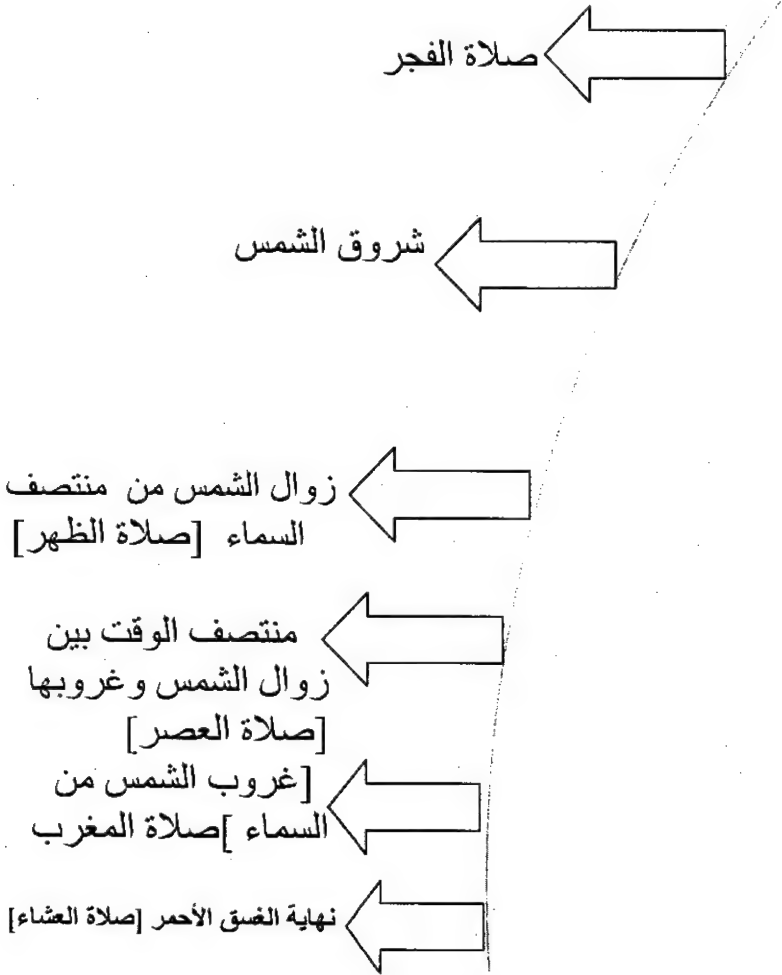 صلاة الفجر
شروق الشمس
زوال الشمس من منتصف
السماء [صلاة الظهر]
منتصف الوقت بين
زوال الشمس وغروبها
[صلاة العصر]
[غروب الشمس من
السماء ]صلاة المغرب
نهاية الغسق الأحمر [صلاة العشاء]